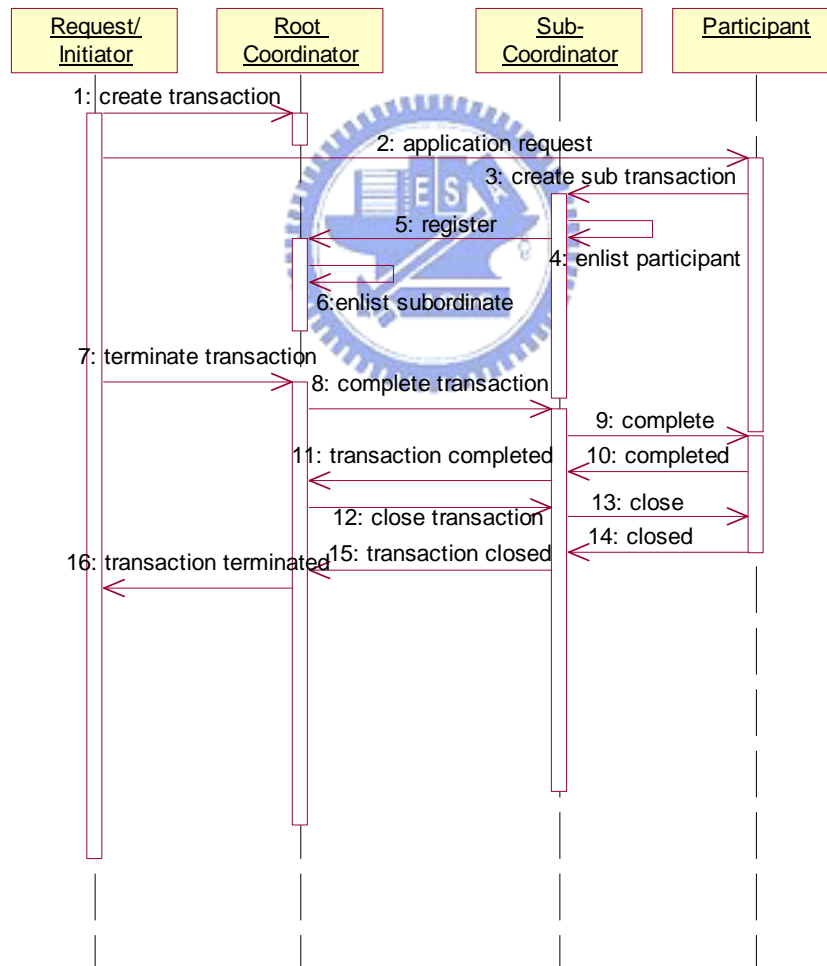 Request/
Initiator
Root
Coordinator
Sub-
Coordinator
Participant
1: create transaction
2: application request
3: create sub transaction
5: register
4: enlist participant
6:enlist subordinate
7: terminate transaction
8: complete transaction
9: complete
11: transaction completed
10: completed
13: close
12: close transaction
14: closed
16: transaction terminated
15: transaction closed
E S